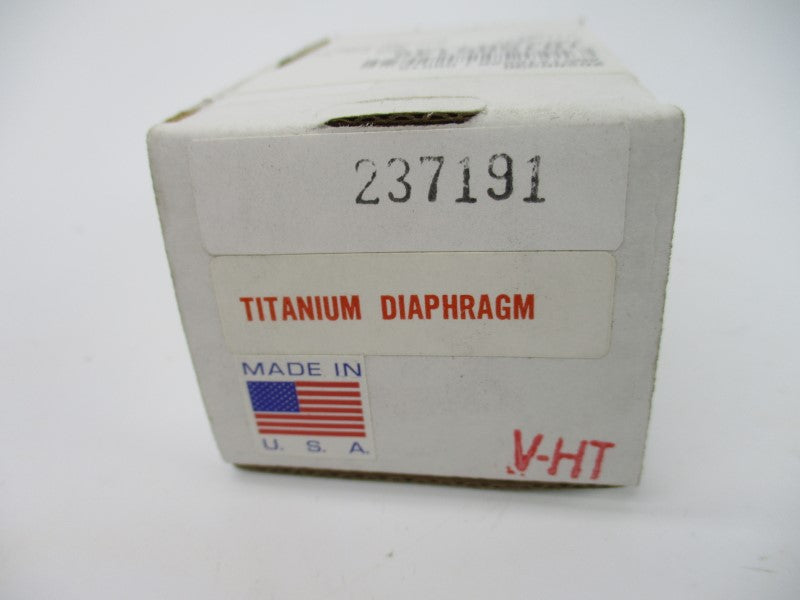 237191
TITANIUM DIAPHRAGM
MADE IN
U. S. A.
V-HT